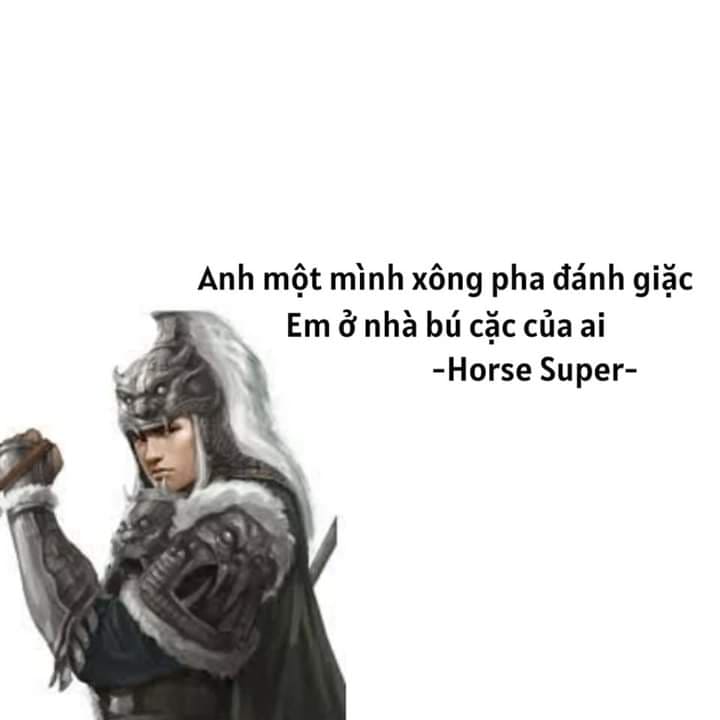 Anh một mình xông pha đánh giặc
Em ở nhà bú cặc của ai
-Horse Super-